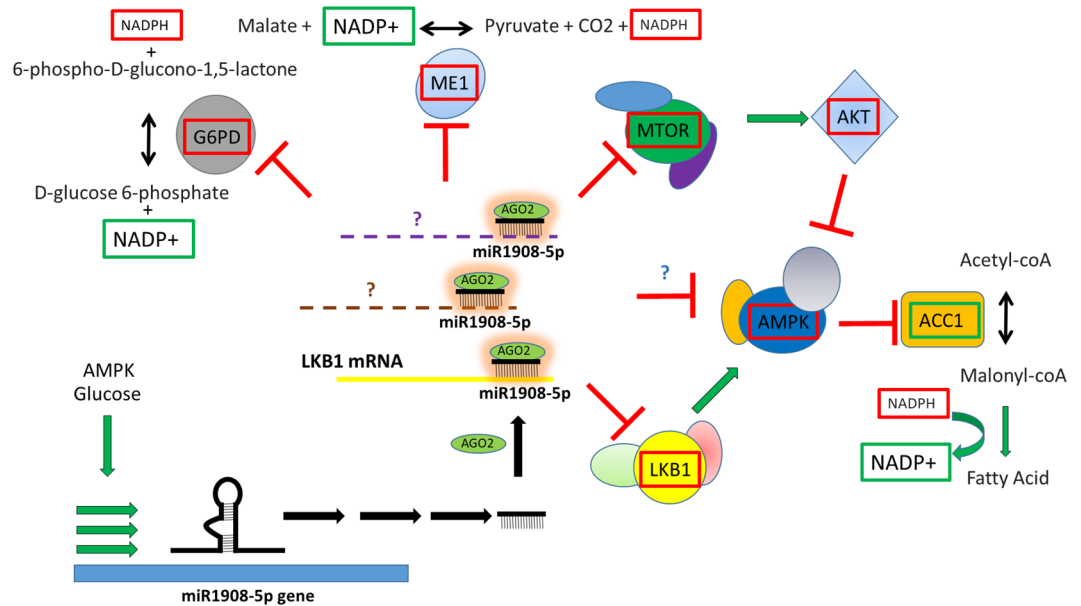 NADPH
+
6-phospho-D-glucono-1,5-lactone
G6PD
D-glucose 6-phosphate
+
NADP+
Malate + NADP+ Pyruvate + CO2 + NADPH
ME1
MTOR
AKT
?
AGO2
miR1908-5p
?
AGO2
miR1908-5p
?
AMPK
ACC1
Acetyl-coA
Malonyl-coA
NADPH
NADP+
Fatty Acid
LKB1 mRNA
AGO2
miR1908-5p
AGO2
LKB1
AMPK
Glucose
miR1908-5p gene